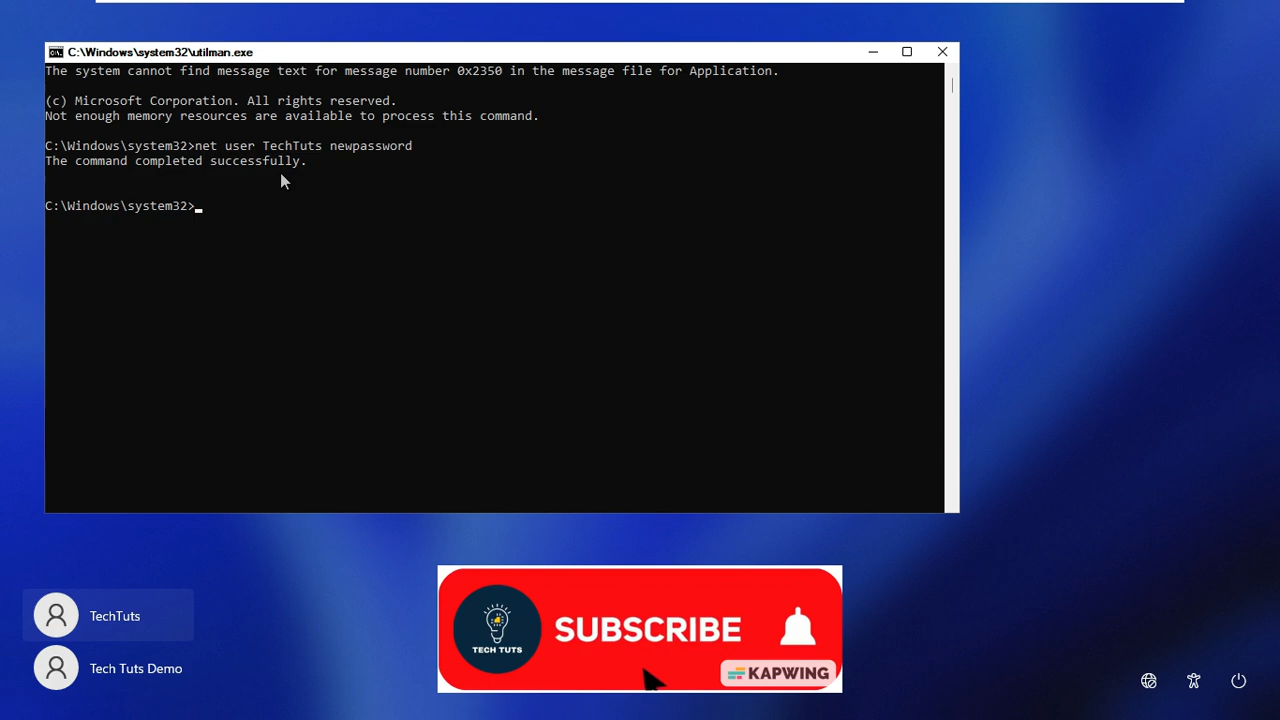 C:\Windows\system32\utilman.exe
The system cannot find message text for message number 0x2350 in the message file for Application.
(c) Microsoft Corporation. All rights reserved.
Not enough memory resources are available to process this command.
C:\Windows\system32>net user TechTuts newpassword
The command completed successfully.
C:\Windows\system32>_
TechTuts
Tech Tuts Demo
TECH TUTS
SUBSCRIBE
KAPWING